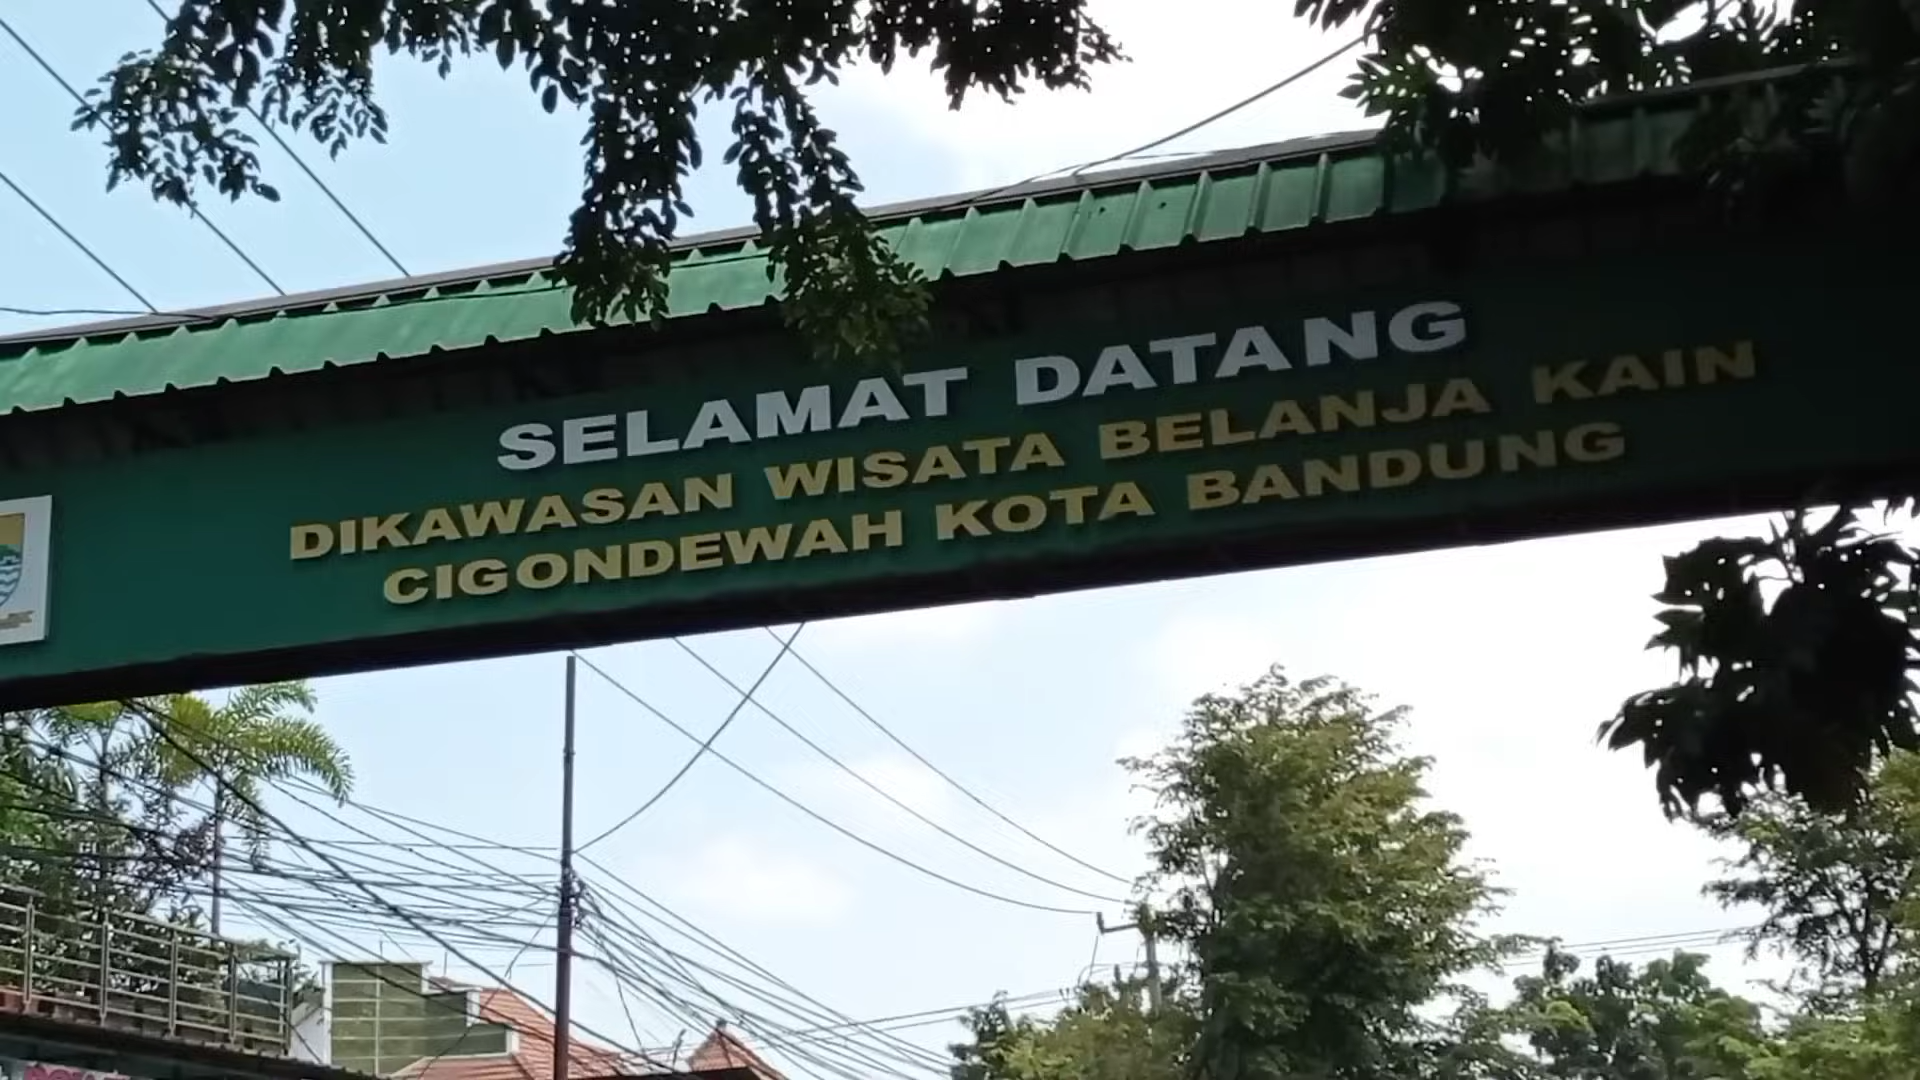 SELAMAT DATANG
DIKAWASAN WISATA BELANJA KAIN
CIGONDEWAH KOTA BANDUNG